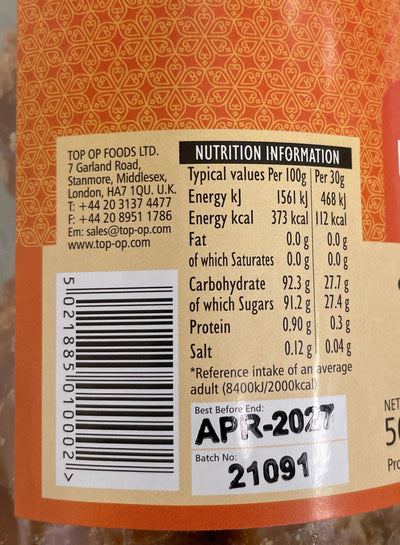 TOP OP FOODS LTD.
7 Garland Road,
Stanmore, Middlesex,
London, HA7 1QU. U.K.
T: +44 20 3137 4477
F: +44 20 8951 1786
Em: sales@top-op.com
www.top-op.com
5 021885 010002 >
NUTRITION INFORMATION
Typical values Per 100g Per 30g
Energy kJ 1561 kJ 468 kJ
Energy kcal 373 kcal 112 kcal
Fat 0.0 g 0.0 g
of which Saturates 0.0 g 0.0 g
Carbohydrate 92.3 g 27.7 g
of which Sugars 91.2 g 27.4 g
Protein 0.90 g 0.3 g
Salt 0.12 g 0.04 g
*Reference intake of an average
adult (8400kJ/2000kcal)
Best Before End:
APR-2027
Batch No:
21091
NET